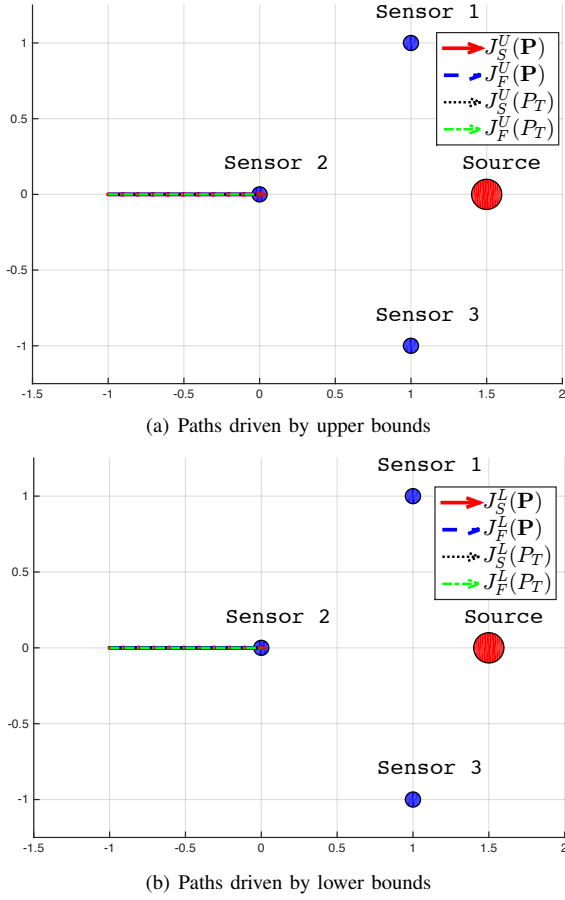 Sensor 1
1
J_S^U(P)
J_F^U(P)
J_S^U(P_T)
J_F^U(P_T)
0.5
Sensor 2
Source
0
-0.5
Sensor 3
-1
-1.5 -1 -0.5 0 0.5 1 1.5 2
(a) Paths driven by upper bounds
Sensor 1
1
J_S^L(P)
J_F^L(P)
J_S^L(P_T)
J_F^L(P_T)
0.5
Sensor 2
Source
0
-0.5
Sensor 3
-1
-1.5 -1 -0.5 0 0.5 1 1.5 2
(b) Paths driven by lower bounds